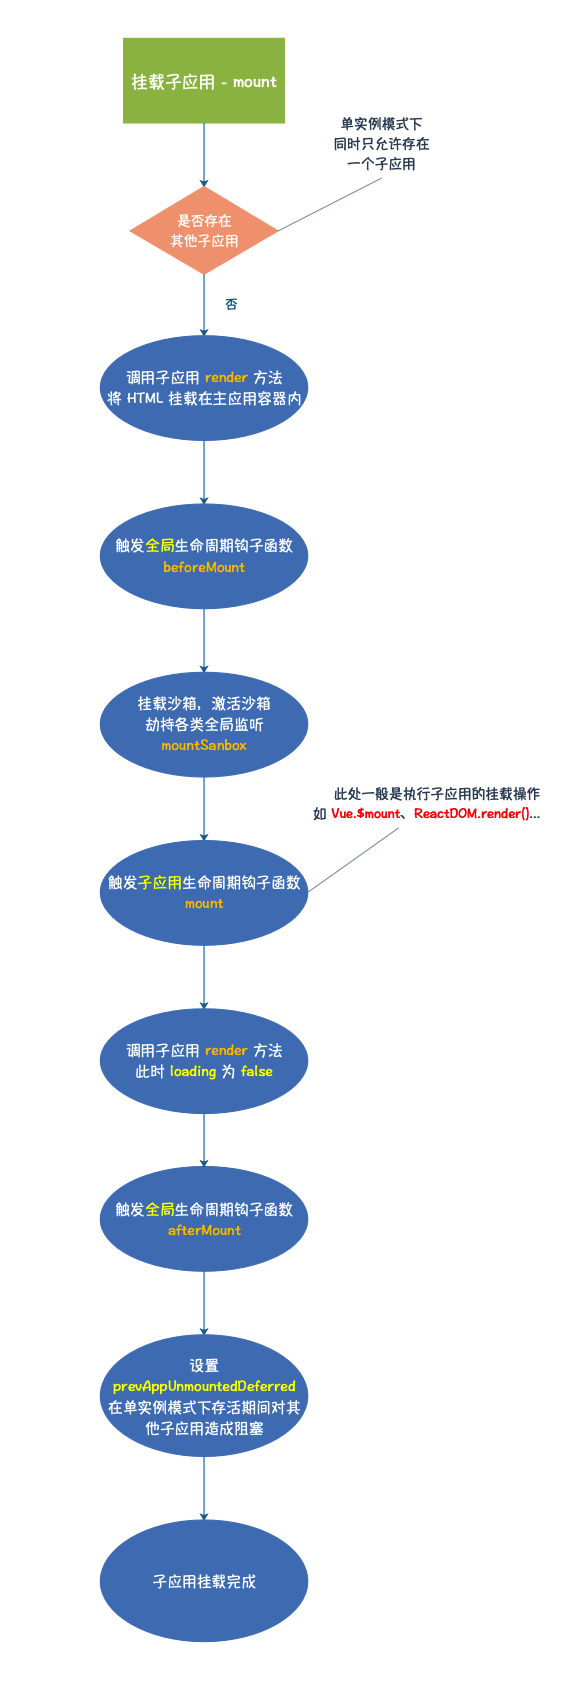 挂载子应用 - mount
单实例模式下
同时只允许存在
一个子应用
是否存在
其他子应用
否
调用子应用 render 方法
将 HTML 挂载在主应用容器内
触发全局生命周期钩子函数
beforeMount
挂载沙箱，激活沙箱
劫持各类全局监听
mountSanbox
此处一般是执行子应用的挂载操作
如 Vue.$mount、ReactDOM.render()...
触发子应用生命周期钩子函数
mount
调用子应用 render 方法
此时 loading 为 false
触发全局生命周期钩子函数
afterMount
设置
prevAppUnmountedDeferred
在单实例模式下存活期间对其
他子应用造成阻塞
子应用挂载完成